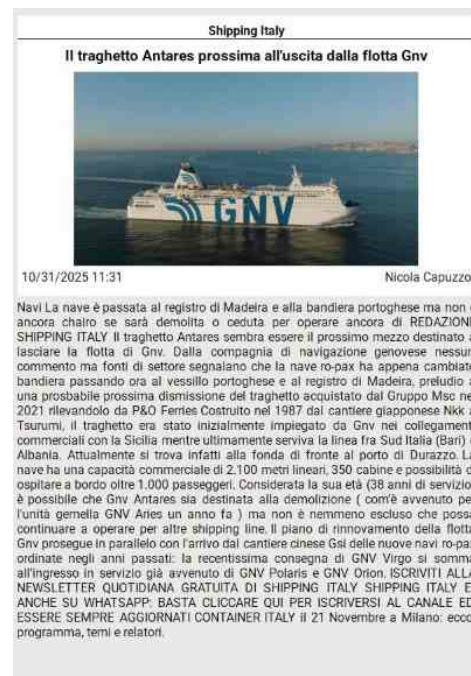 Shipping Italy
Il traghetto Antares prossima all'uscita dalla flotta Gnv
GNV
10/31/2025 11:31 Nicola Capuzzo
Navi La nave è passata al registro di Madeira e alla bandiera portoghese ma non
ancora chairo se sarà demolita o ceduta per operare ancora di REDAZIONE
SHIPPING ITALY Il traghetto Antares sembra essere il prossimo mezzo destinato a
lasciare la flotta di Gnv. Dalla compagnia di navigazione genovese nessun
commento ma fonti di settore segnalano che la nave ro-pax ha appena cambiato
bandiera passando ora al vessillo portoghese e al registro di Madeira, preludio a
una prosbabile prossima dismissione del traghetto acquistato dal Gruppo Msc nel
2021 rilevandolo da P&O Ferries Costruito nel 1987 dal cantiere giapponese Nkk a
Tsurumi, il traghetto era stato inizialmente impiegato da Gnv nei collegamenti
commerciali con la Sicilia mentre ultimamente serviva la linea fra Sud Italia (Bari) e
Albania. Attualmente si trova infatti alla fonda di fronte al porto di Durazzo. La
nave ha una capacità commerciale di 2.100 metri lineari, 350 cabine e possibilità di
ospitare a bordo oltre 1.000 passeggeri. Considerata la sua età (38 anni di servizio)
è possibile che Gnv Antares sia destinata alla demolizione ( com'è avvenuto per
l'unità gemella GNV Aries un anno fa ) ma non è nemmeno escluso che possa
continuare a operare per altre shipping line. Il piano di rinnovamento della flotta
Gnv prosegue in parallelo con l'arrivo dal cantiere cinese Gsi delle nuove navi ro-pax
ordinate negli anni passati: la recentissima consegna di GNV Virgo si somma
all'ingresso in servizio già avvenuto di GNV Polaris e GNV Orion. ISCRIVITI ALLA
NEWSLETTER QUOTIDIANA GRATUITA DI SHIPPING ITALY SHIPPING ITALY E'
ANCHE SU WHATSAPP: BASTA CLICCARE QUI PER ISCRIVERSI AL CANALE ED
ESSERE SEMPRE AGGIORNATI CONTAINER ITALY il 21 Novembre a Milano: ecco
programma, temi e relatori.